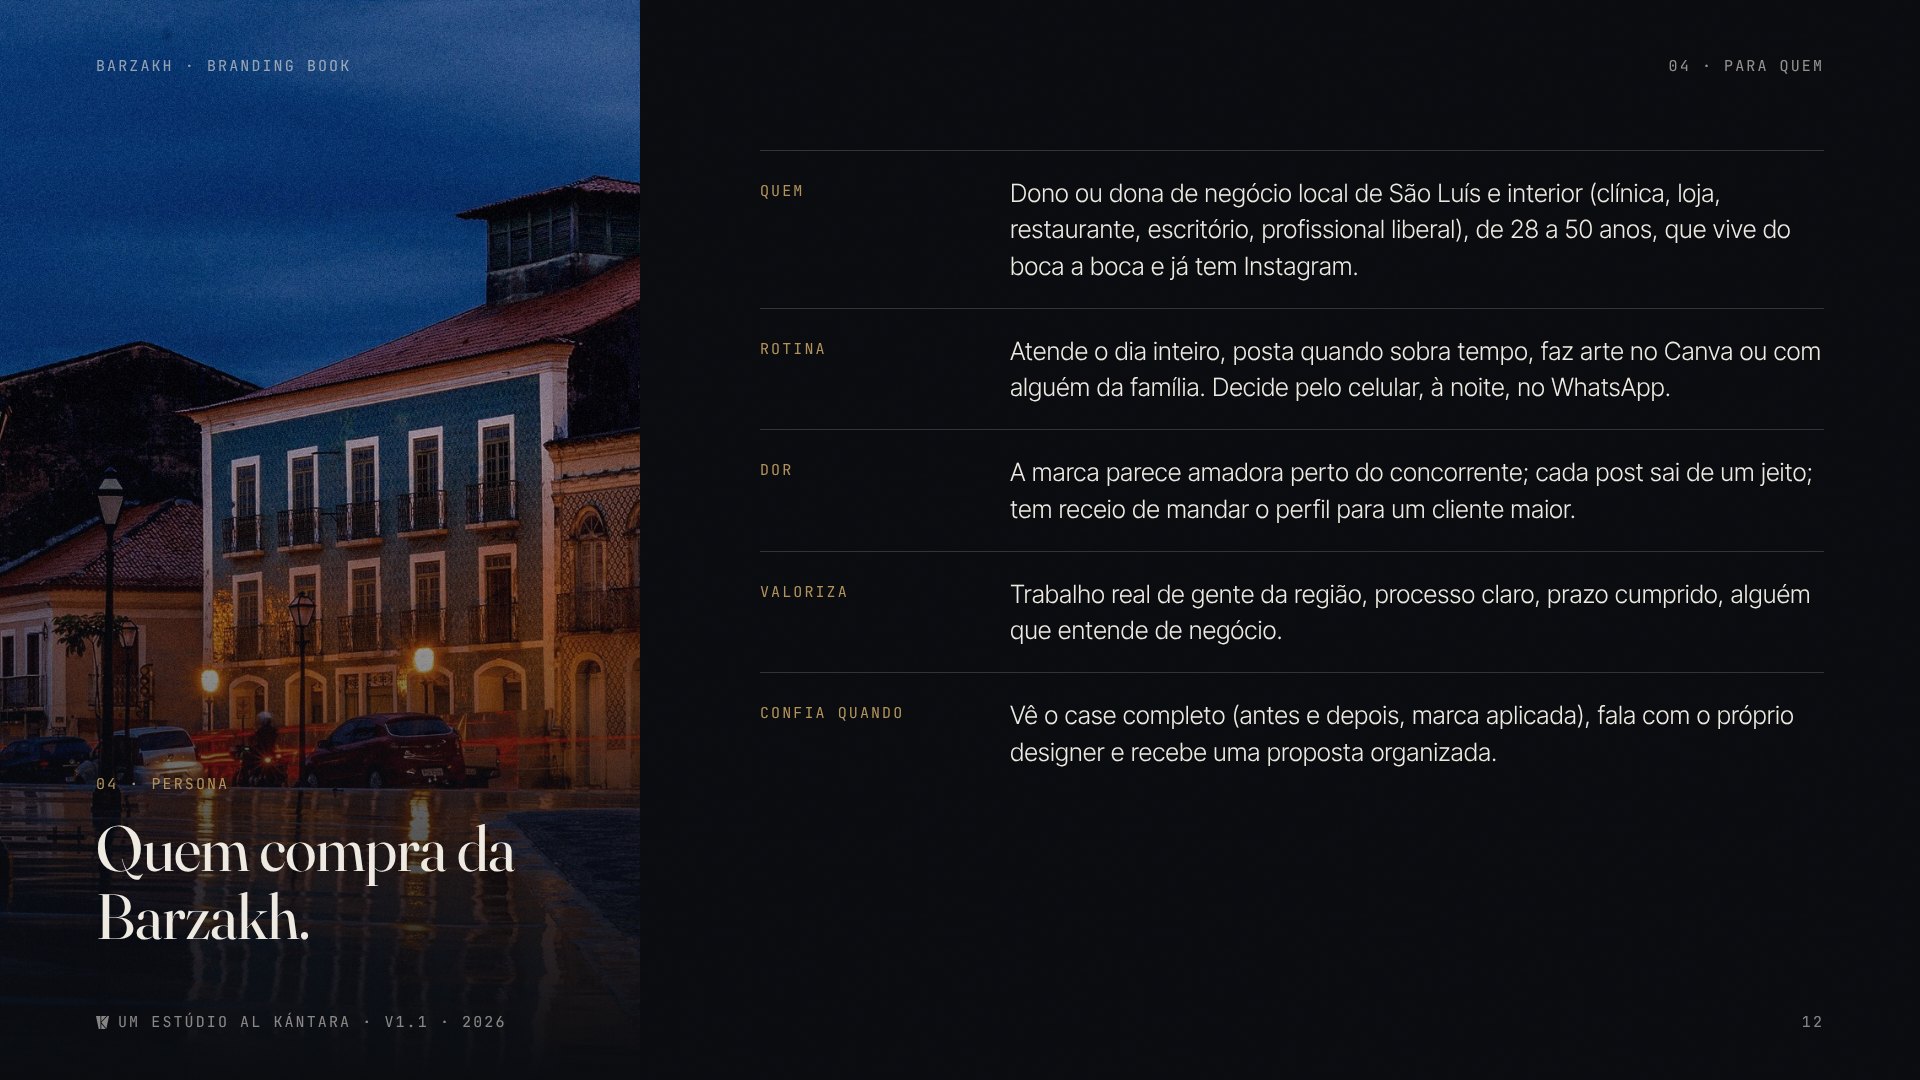 BARZAKH · BRANDING BOOK
04 · PARA QUEM
QUEM
Dono ou dona de negócio local de São Luís e interior (clínica, loja,
restaurante, escritório, profissional liberal), de 28 a 50 anos, que vive do
boca a boca e já tem Instagram.
ROTINA
Atende o dia inteiro, posta quando sobra tempo, faz arte no Canva ou com
alguém da família. Decide pelo celular, à noite, no WhatsApp.
DOR
A marca parece amadora perto do concorrente; cada post sai de um jeito;
tem receio de mandar o perfil para um cliente maior.
VALORIZA
Trabalho real de gente da região, processo claro, prazo cumprido, alguém
que entende de negócio.
CONFIA QUANDO
Vê o case completo (antes e depois, marca aplicada), fala com o próprio
designer e recebe uma proposta organizada.
04 · PERSONA
Quem compra da
Barzakh.
UM ESTÚDIO AL KÁNTARA · V1.1 · 2026
12